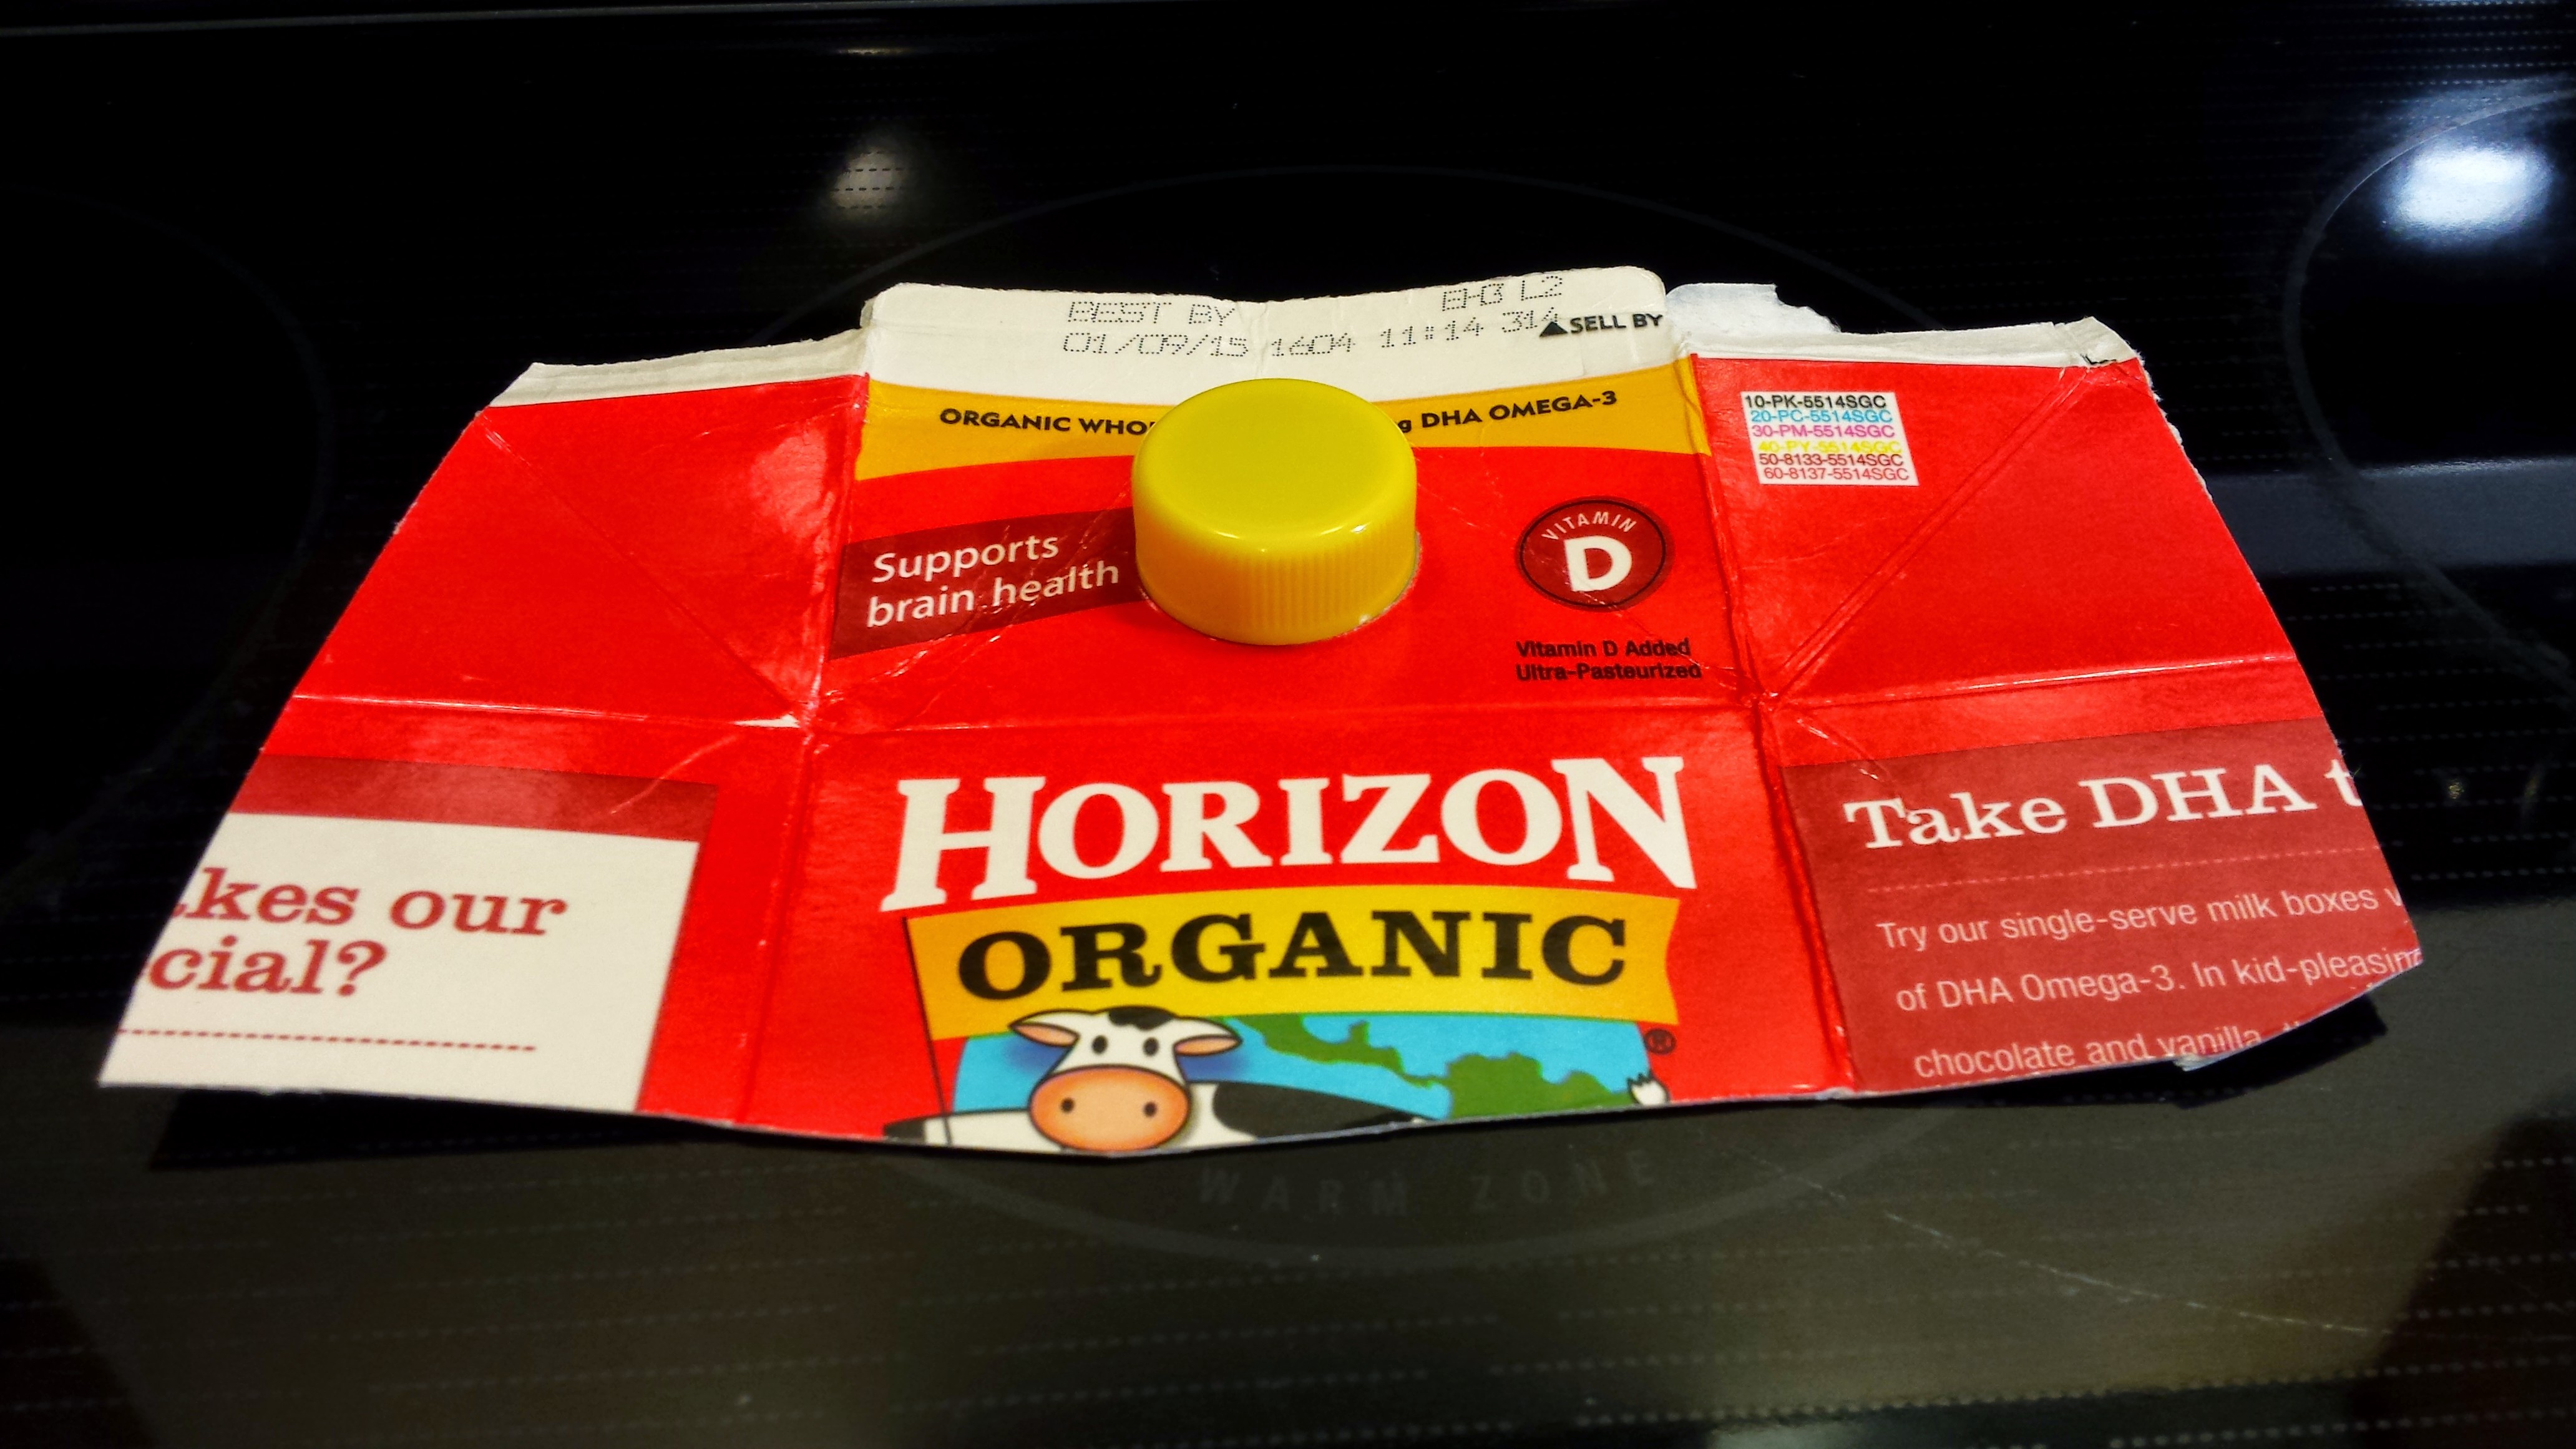 BEST BY EH3 L2
01/09/15 1604 11:14 314
▲SELL BY
ORGANIC WHO
g DHA OMEGA-3
10-PK-5514SGC
20-PC-5514SGC
30-PM-5514SGC
40-PY-5514SGC
50-8133-5514SGC
60-8137-5514SGC
Supports
brain health
VITAMIN
D
Vitamin D Added
Ultra-Pasteurized
kes our
cial?
HORIZON
ORGANIC
®
Take DHA t
Try our single-serve milk boxes
of DHA Omega-3. In kid-pleasin
chocolate and vanilla
WARM ZONE